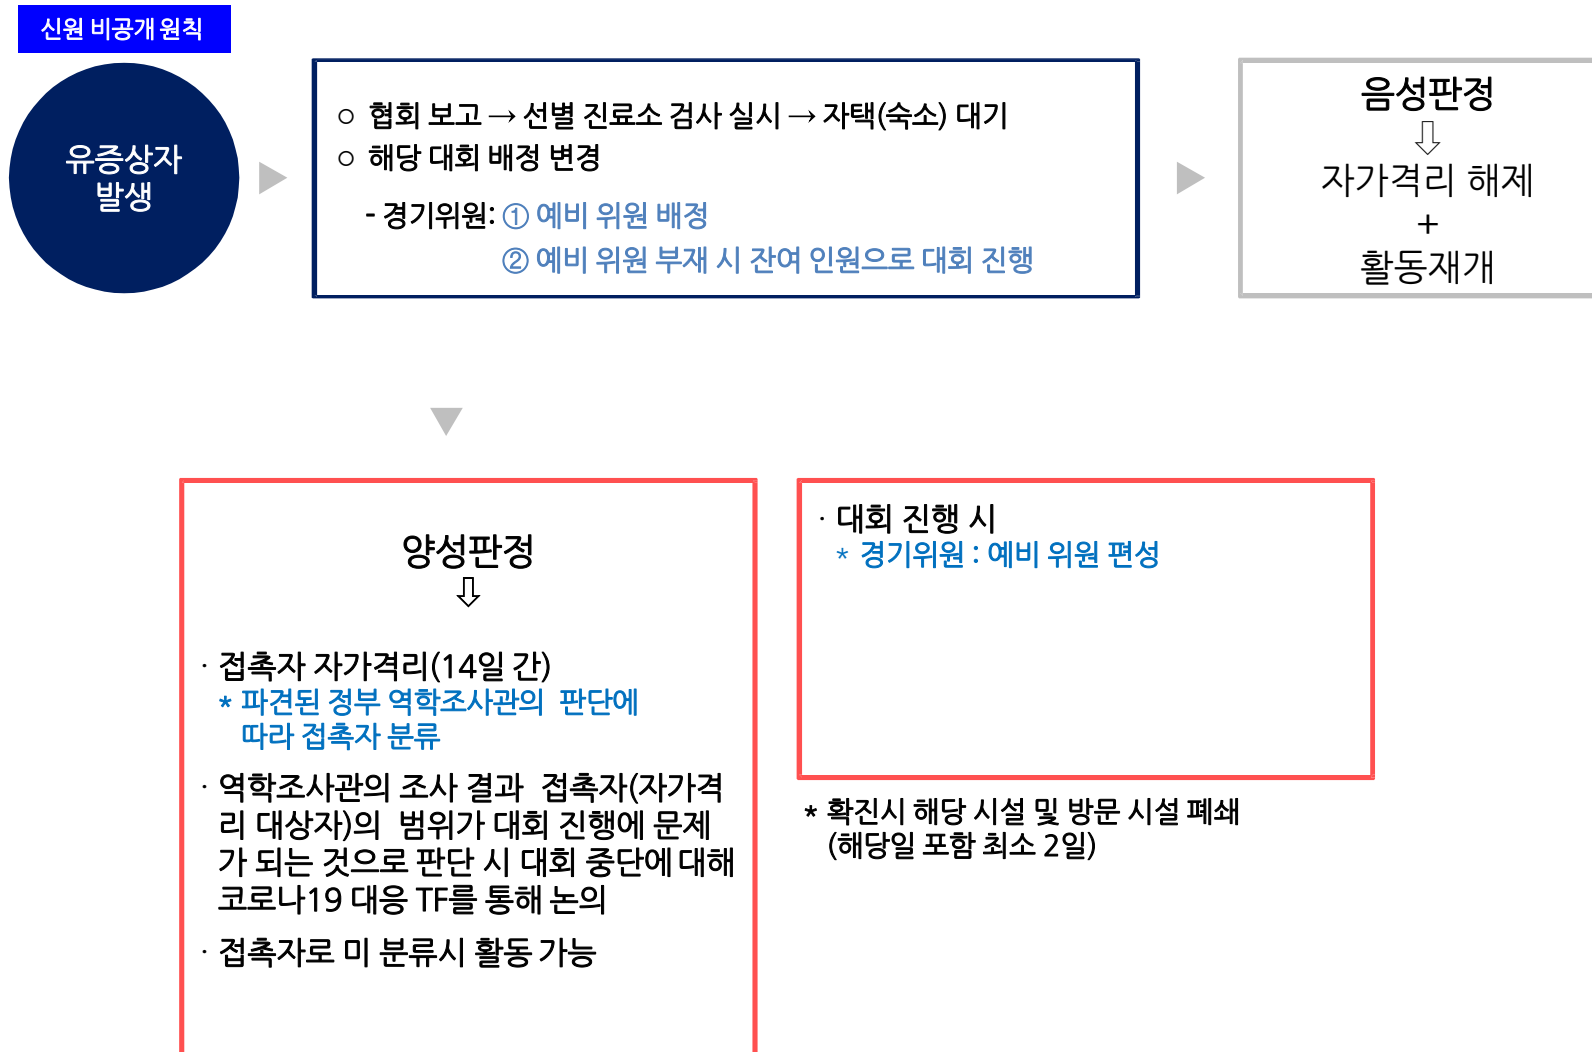 신원 비공개 원칙
유증상자
발생
○ 협회 보고 → 선별 진료소 검사 실시 → 자택(숙소) 대기
○ 해당 대회 배정 변경
- 경기위원: ① 예비 위원 배정
② 예비 위원 부재 시 잔여 인원으로 대회 진행
음성판정
⇩
자가격리 해제
+
활동재개
양성판정
⇩
· 접촉자 자가격리(14일 간)
* 파견된 정부 역학조사관의 판단에
따라 접촉자 분류
· 역학조사관의 조사 결과 접촉자(자가격
리 대상자)의 범위가 대회 진행에 문제
가 되는 것으로 판단 시 대회 중단에 대해
코로나19 대응 TF를 통해 논의
· 접촉자로 미 분류시 활동 가능
· 대회 진행 시
* 경기위원 : 예비 위원 편성
* 확진시 해당 시설 및 방문 시설 폐쇄
(해당일 포함 최소 2일)